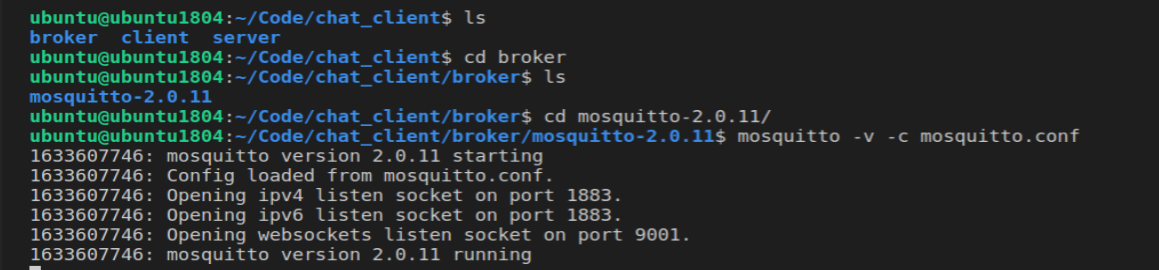 ubuntu@ubuntu1804:~/Code/chat_client$ ls
broker  client  server
ubuntu@ubuntu1804:~/Code/chat_client$ cd broker
ubuntu@ubuntu1804:~/Code/chat_client/broker$ ls
mosquitto-2.0.11
ubuntu@ubuntu1804:~/Code/chat_client/broker$ cd mosquitto-2.0.11/
ubuntu@ubuntu1804:~/Code/chat_client/broker/mosquitto-2.0.11$ mosquitto -v -c mosquitto.conf
1633607746: mosquitto version 2.0.11 starting
1633607746: Config loaded from mosquitto.conf.
1633607746: Opening ipv4 listen socket on port 1883.
1633607746: Opening ipv6 listen socket on port 1883.
1633607746: Opening websockets listen socket on port 9001.
1633607746: mosquitto version 2.0.11 running